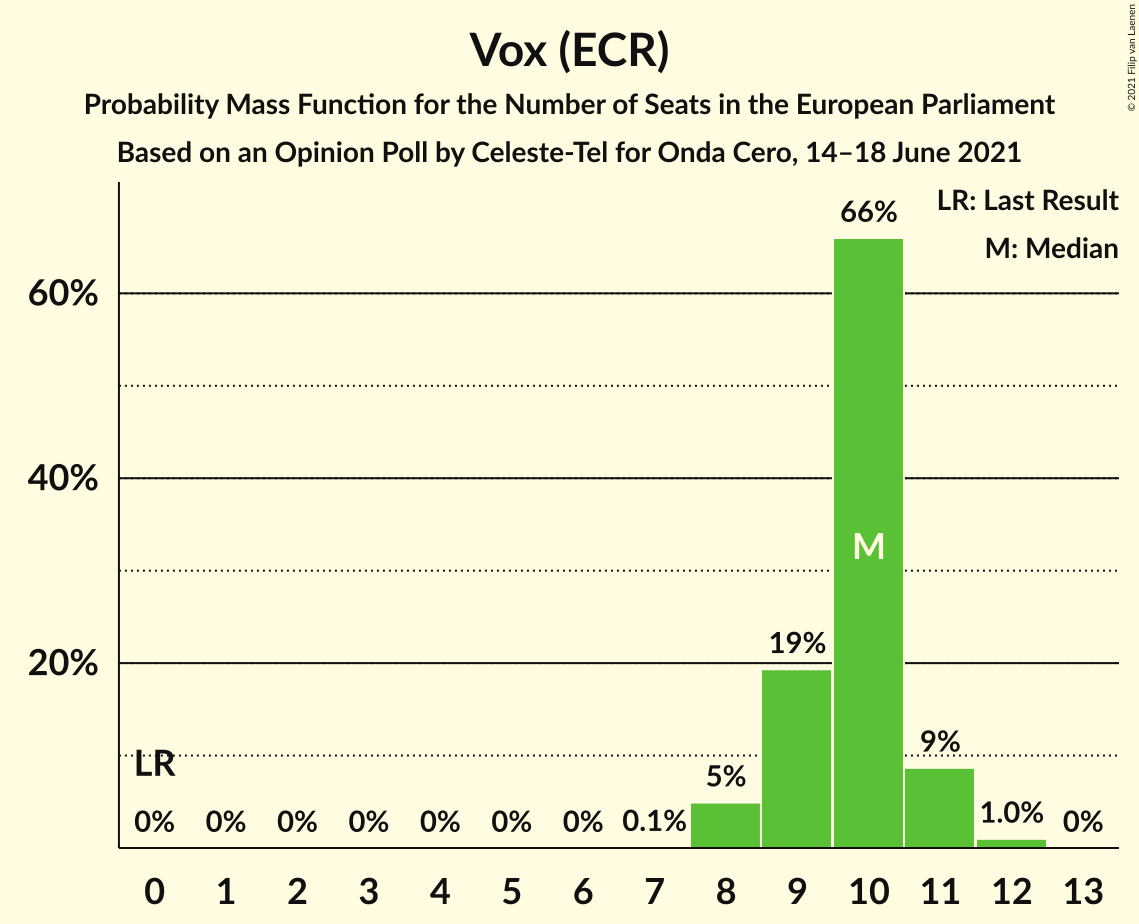 Vox (ECR)
Probability Mass Function for the Number of Seats in the European Parliament
Based on an Opinion Poll by Celeste-Tel for Onda Cero, 14–18 June 2021
© 2021 Filip van Laenen
LR: Last Result
M: Median
60%
40%
20%
66%
M
19%
9%
5%
LR
0% 0% 0% 0% 0% 0% 0% 0.1% 1.0% 0%
0 1 2 3 4 5 6 7 8 9 10 11 12 13